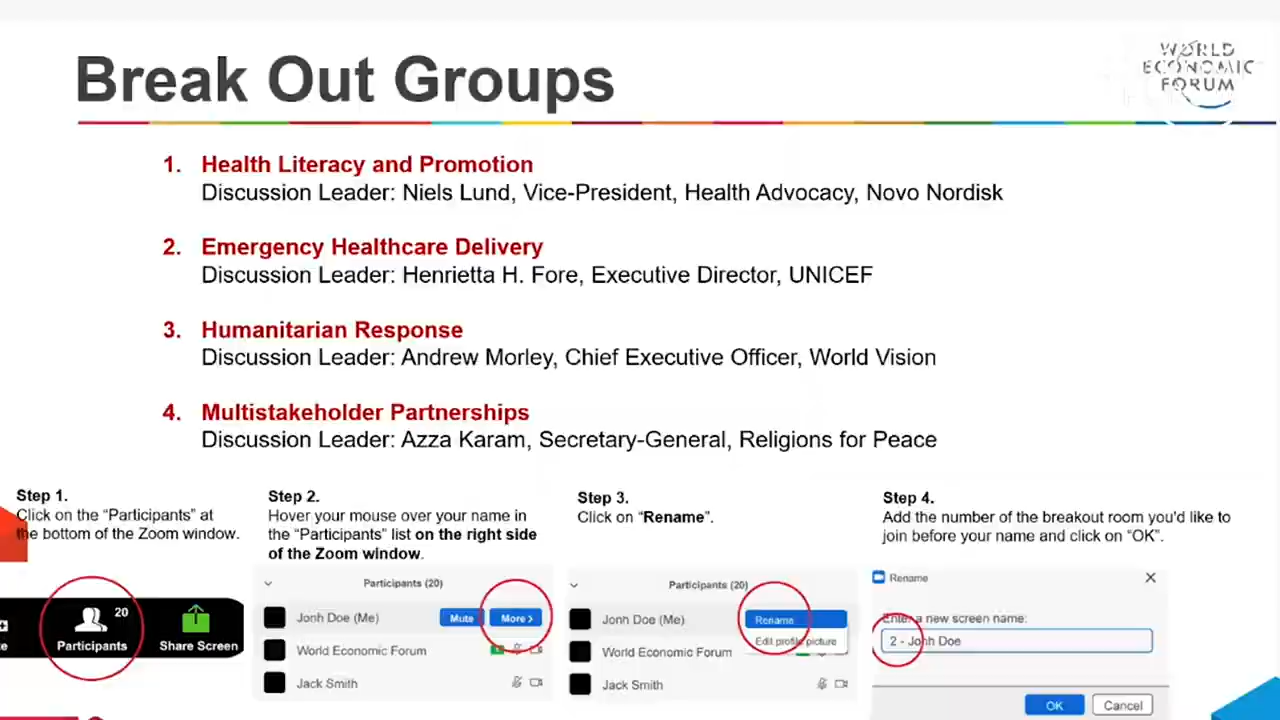 Break Out Groups
WORLD
ECONOMIC
FORUM
1. Health Literacy and Promotion
Discussion Leader: Niels Lund, Vice-President, Health Advocacy, Novo Nordisk
2. Emergency Healthcare Delivery
Discussion Leader: Henrietta H. Fore, Executive Director, UNICEF
3. Humanitarian Response
Discussion Leader: Andrew Morley, Chief Executive Officer, World Vision
4. Multistakeholder Partnerships
Discussion Leader: Azza Karam, Secretary-General, Religions for Peace
Step 1.
Click on the “Participants” at
the bottom of the Zoom window.
20
Participants
Share Screen
Step 2.
Hover your mouse over your name in
the “Participants” list on the right side
of the Zoom window.
Participants (20)
Jonh Doe (Me) Mute More >
World Economic Forum
Jack Smith
Step 3.
Click on “Rename”.
Participants (20)
Jonh Doe (Me) Rename
Edit profile picture
World Economic Forum
Jack Smith
Step 4.
Add the number of the breakout room you'd like to
join before your name and click on “OK”.
Rename
Enter a new screen name:
2 - Jonh Doe
OK Cancel